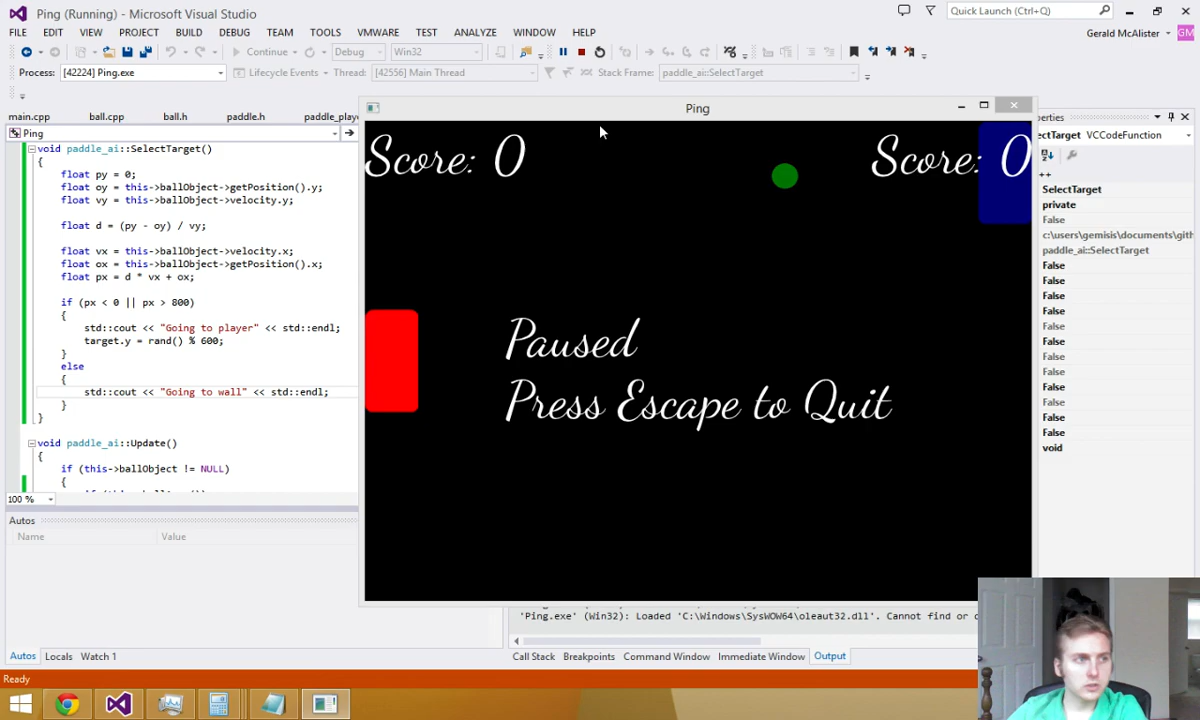 Ping (Running) - Microsoft Visual Studio
Quick Launch (Ctrl+Q)
FILE EDIT VIEW PROJECT BUILD DEBUG TEAM TOOLS VMWARE TEST ANALYZE WINDOW HELP
Gerald McAlister GM
Continue Debug Win32
Process: [42224] Ping.exe Lifecycle Events Thread: [42556] Main Thread Stack Frame: paddle_ai::SelectTarget
main.cpp ball.cpp ball.h paddle.h paddle_playe
Ping
void paddle_ai::SelectTarget()
{
float py = 0;
float oy = this->ballObject->getPosition().y;
float vy = this->ballObject->velocity.y;
float d = (py - oy) / vy;
float vx = this->ballObject->velocity.x;
float ox = this->ballObject->getPosition().x;
float px = d * vx + ox;
if (px < 0 || px > 800)
{
std::cout << "Going to player" << std::endl;
target.y = rand() % 600;
}
else
{
std::cout << "Going to wall" << std::endl;
}
}
void paddle_ai::Update()
{
if (this->ballObject != NULL)
{
100 %
Ping
Score: 0
Score: 0
Paused
Press Escape to Quit
operties
ectTarget VCCodeFunction
++
SelectTarget
private
False
c:\users\gemisis\documents\gith
paddle_ai::SelectTarget
False
False
False
False
False
False
False
False
False
False
False
False
void
Autos
Name Value
Autos Locals Watch 1
'Ping.exe' (Win32): Loaded 'C:\Windows\SysWOW64\oleaut32.dll'. Cannot find or o
Call Stack Breakpoints Command Window Immediate Window Output
Ready